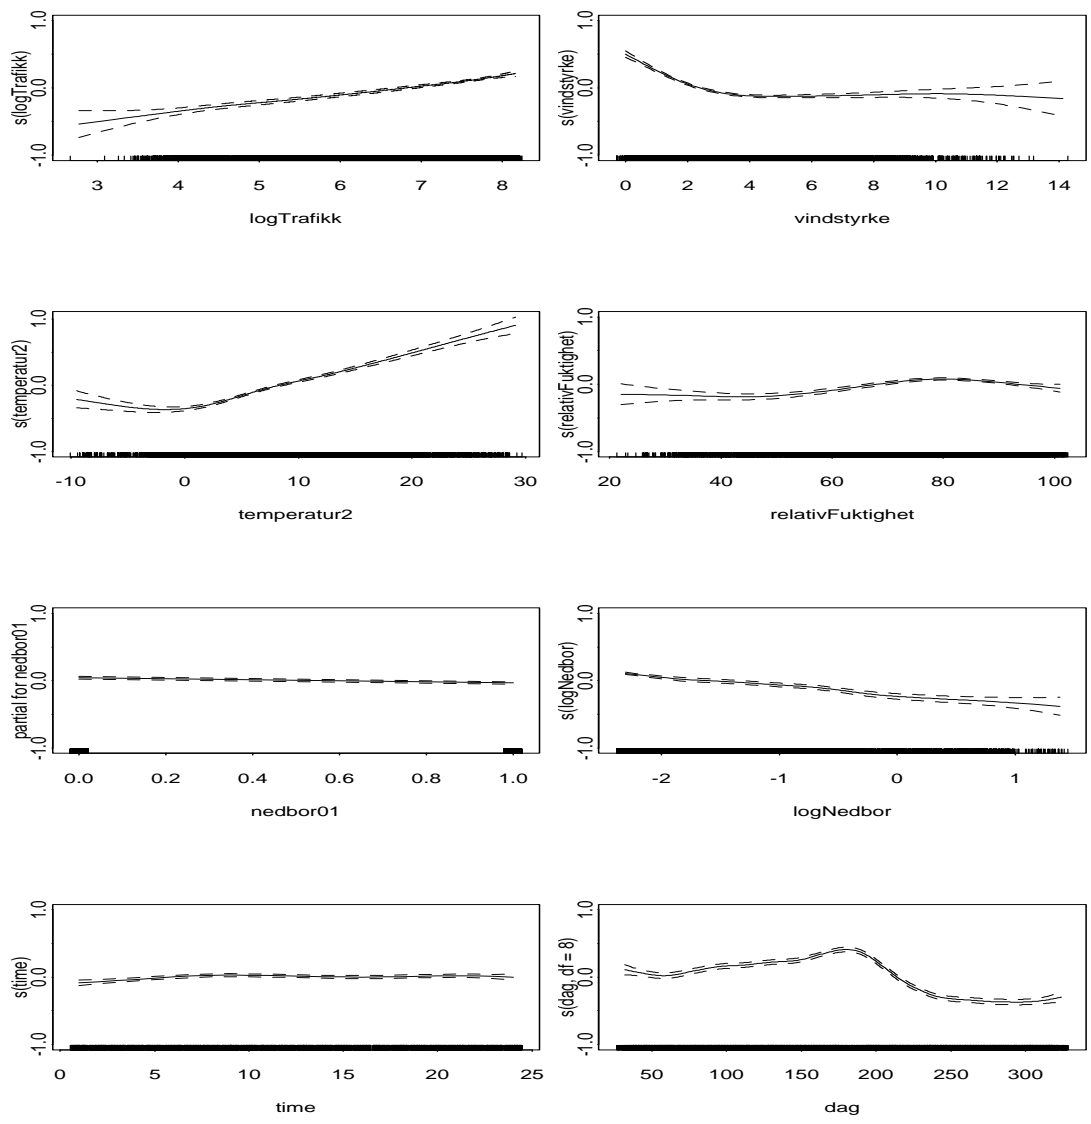 s(logTrafikk)
1.0
0.0
-1.0
3 4 5 6 7 8
logTrafikk
s(vindstyrke)
1.0
0.0
-1.0
0 2 4 6 8 10 12 14
vindstyrke
s(temperatur2)
1.0
0.0
-1.0
-10 0 10 20 30
temperatur2
s(relativFuktighet)
1.0
0.0
-1.0
20 40 60 80 100
relativFuktighet
partial for nedbor01
1.0
0.0
-1.0
0.0 0.2 0.4 0.6 0.8 1.0
nedbor01
s(logNedbor)
1.0
0.0
-1.0
-2 -1 0 1
logNedbor
s(time)
1.0
0.0
-1.0
0 5 10 15 20 25
time
s(dag, df = 8)
1.0
0.0
-1.0
50 100 150 200 250 300
dag